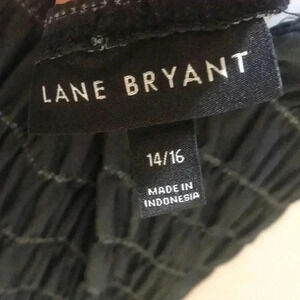 LANE BRYANT
14/16
MADE IN
INDONESIA